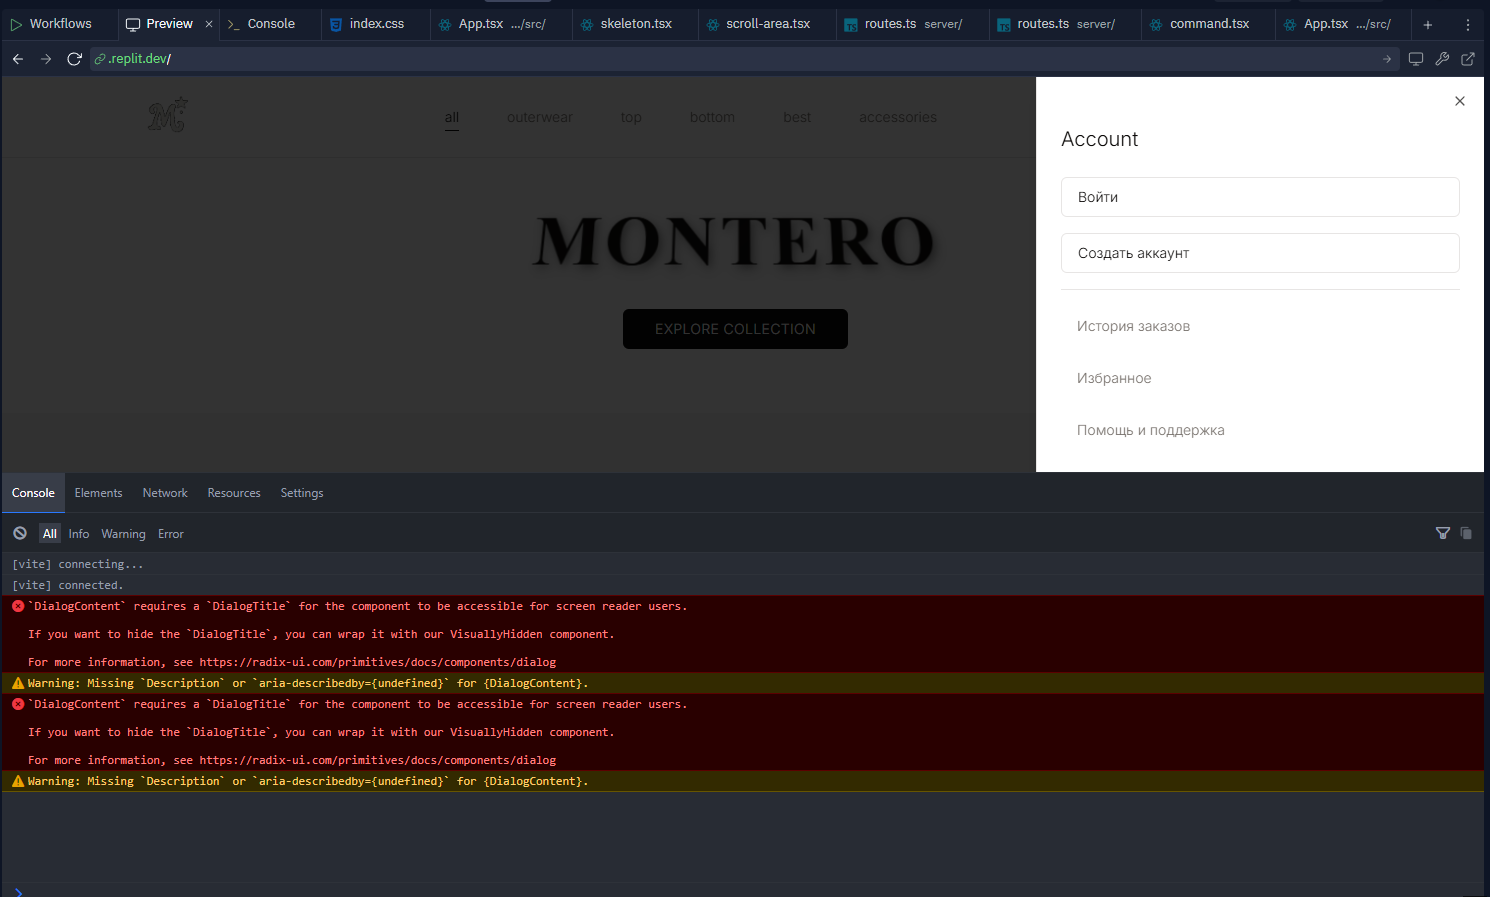 Workflows Preview Console index.css App.tsx .../src/ skeleton.tsx scroll-area.tsx routes.ts server/ routes.ts server/ command.tsx App.tsx .../src/
.replit.dev/
M
all outerwear top bottom best accessories
MONTERO
EXPLORE COLLECTION
Account
Войти
Создать аккаунт
История заказов
Избранное
Помощь и поддержка
Console Elements Network Resources Settings
All Info Warning Error
[vite] connecting...
[vite] connected.
`DialogContent` requires a `DialogTitle` for the component to be accessible for screen reader users.
If you want to hide the `DialogTitle`, you can wrap it with our VisuallyHidden component.
For more information, see https://radix-ui.com/primitives/docs/components/dialog
Warning: Missing `Description` or `aria-describedby={undefined}` for {DialogContent}.
`DialogContent` requires a `DialogTitle` for the component to be accessible for screen reader users.
If you want to hide the `DialogTitle`, you can wrap it with our VisuallyHidden component.
For more information, see https://radix-ui.com/primitives/docs/components/dialog
Warning: Missing `Description` or `aria-describedby={undefined}` for {DialogContent}.